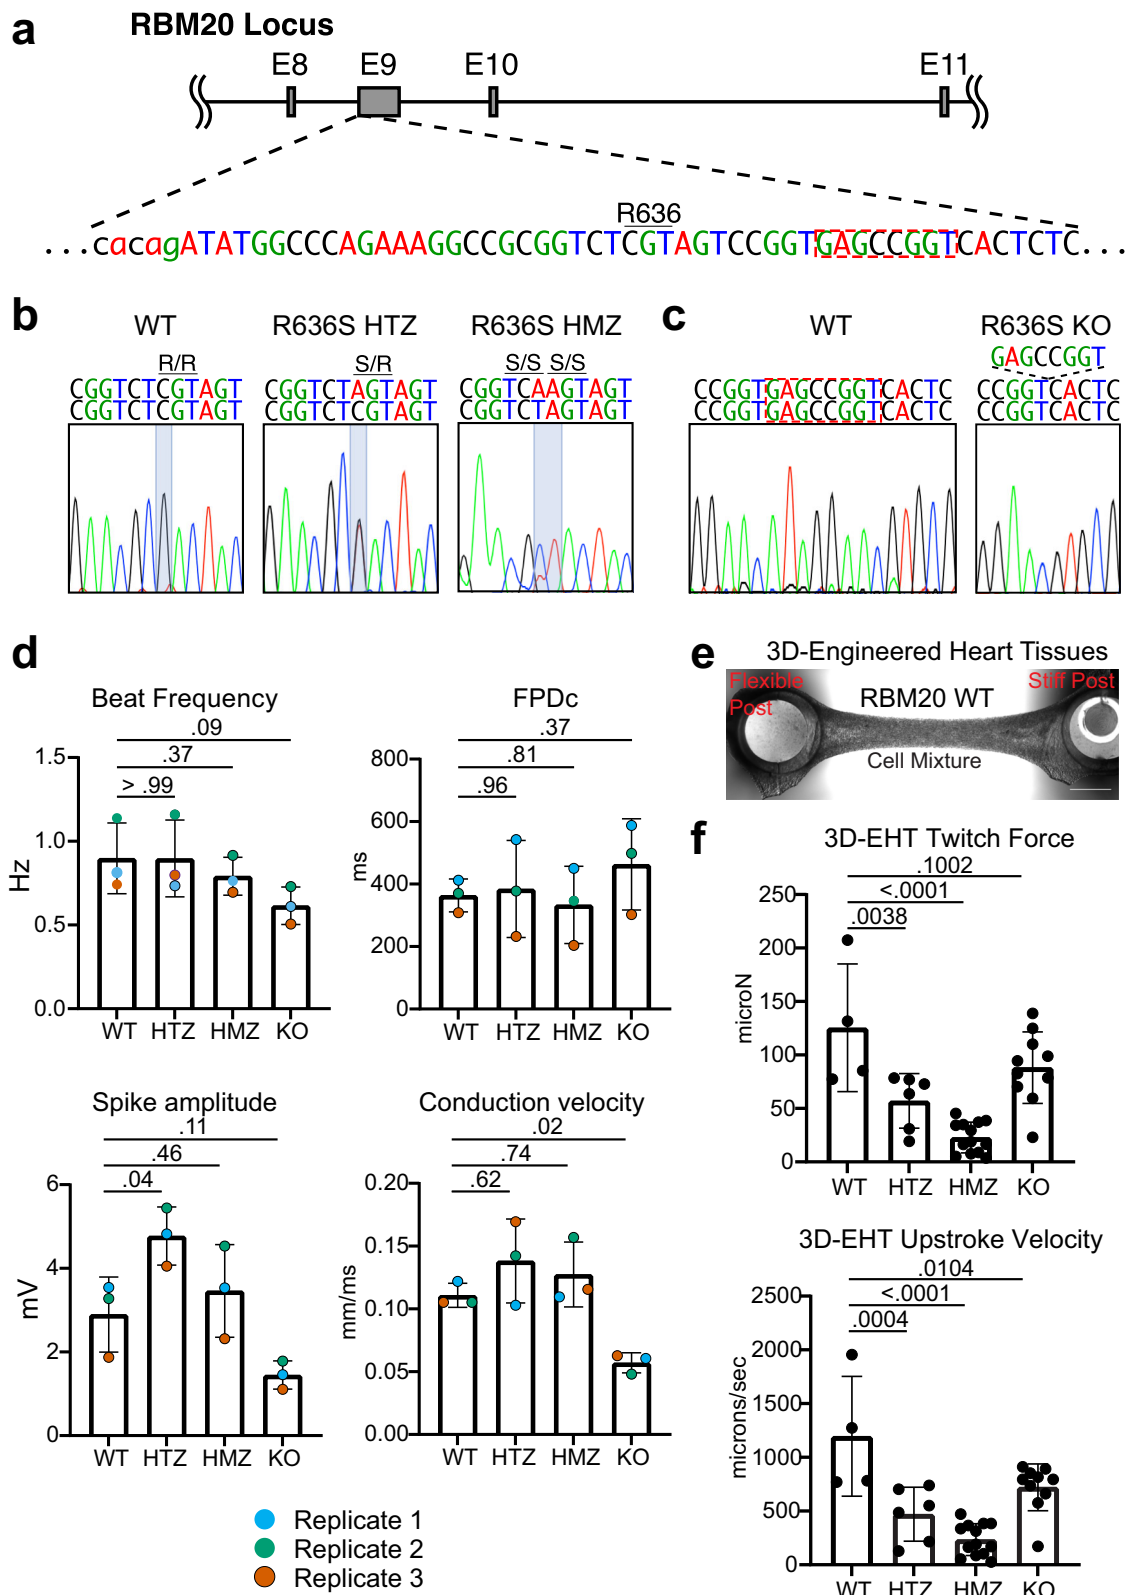 a
RBM20 Locus
E8 E9 E10 E11
R636
...cacagATATGGCCCAGAAAGGCCGCGGTCTCGTAGTCCGGTGAGCCGGTCACTCTC...
b
WT R636S HTZ R636S HMZ
R/R S/R S/S S/S
CGGTCTCGTAGT CGGTCTAGTAGT CGGTCAAGTAGT
CGGTCTCGTAGT CGGTCTCGTAGT CGGTCTAGTAGT
c
WT R636S KO
GAGCCGGT
CCGGTGAGCCGGTCACTC CCGGTCACTC
CCGGTGAGCCGGTCACTC CCGGTCACTC
d
Beat Frequency
.09
.37
> .99
1.5
1.0
0.5
0.0
Hz
WT HTZ HMZ KO
FPDc
.37
.81
.96
800
600
400
200
0
ms
WT HTZ HMZ KO
Spike amplitude
.11
.46
.04
6
4
2
0
mV
WT HTZ HMZ KO
Conduction velocity
.02
.74
.62
0.20
0.15
0.10
0.05
0.00
mm/ms
WT HTZ HMZ KO
Replicate 1
Replicate 2
Replicate 3
e
3D-Engineered Heart Tissues
Flexible
Post
RBM20 WT
Stiff Post
Cell Mixture
f
3D-EHT Twitch Force
.1002
<.0001
.0038
250
200
150
100
50
0
microN
WT HTZ HMZ KO
3D-EHT Upstroke Velocity
.0104
<.0001
.0004
2500
2000
1500
1000
500
0
microns/sec
WT HTZ HMZ KO